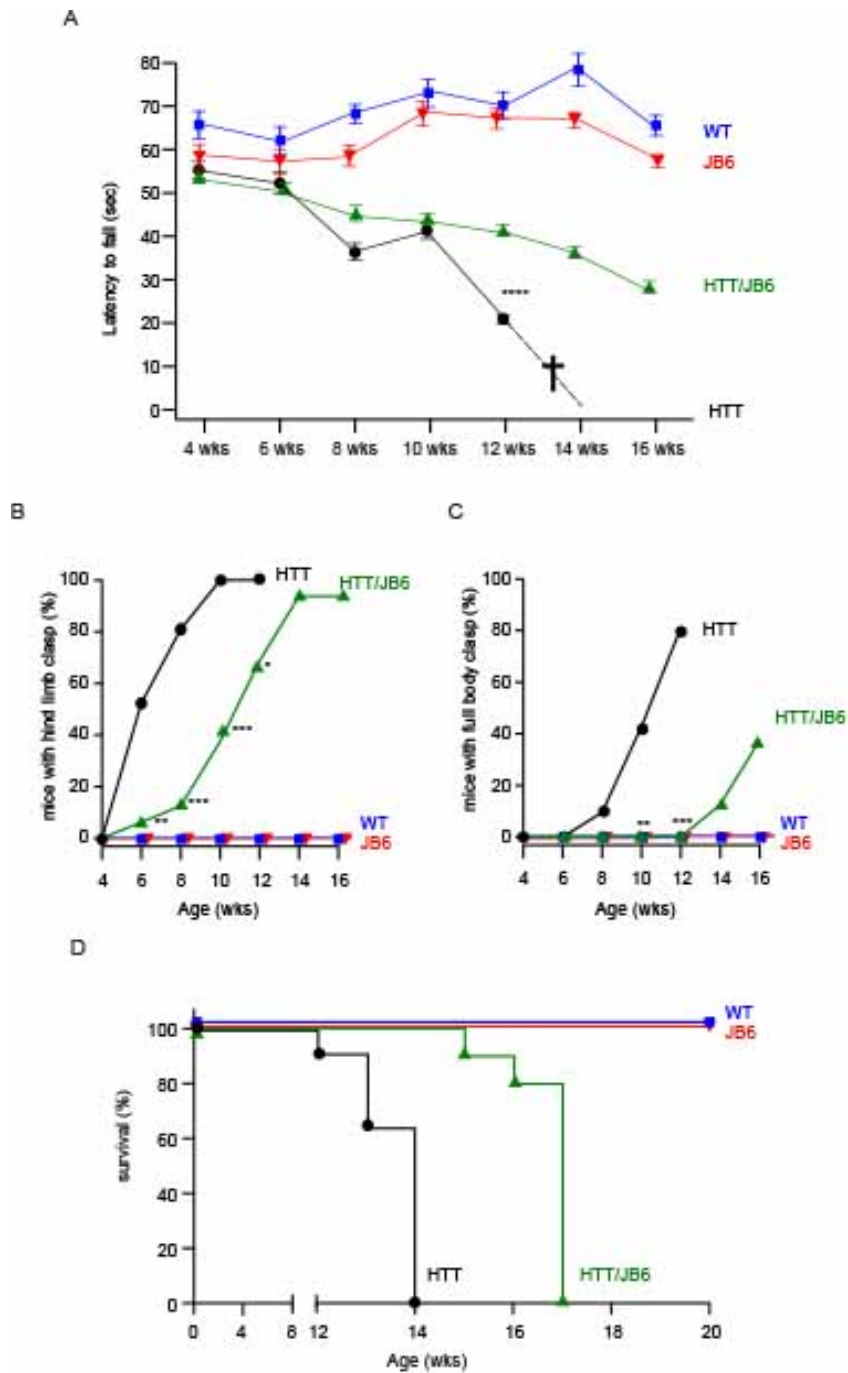 A
80
70
60
50
40
30
20
10
0
Latency to fall (sec)
WT
JB6
HTT/JB6
****
HTT
4 wks 6 wks 8 wks 10 wks 12 wks 14 wks 16 wks
B
100
80
60
40
20
0
mice with hind limb clasp (%)
HTT
HTT/JB6
*
***
***
**
WT
JB6
4 6 8 10 12 14 16
Age (wks)
C
100
80
60
40
20
0
mice with full body clasp (%)
HTT
HTT/JB6
** ***
WT
JB6
4 6 8 10 12 14 16
Age (wks)
D
100
80
60
40
20
0
survival (%)
WT
JB6
HTT
HTT/JB6
0 4 8 12 14 16 18 20
Age (wks)